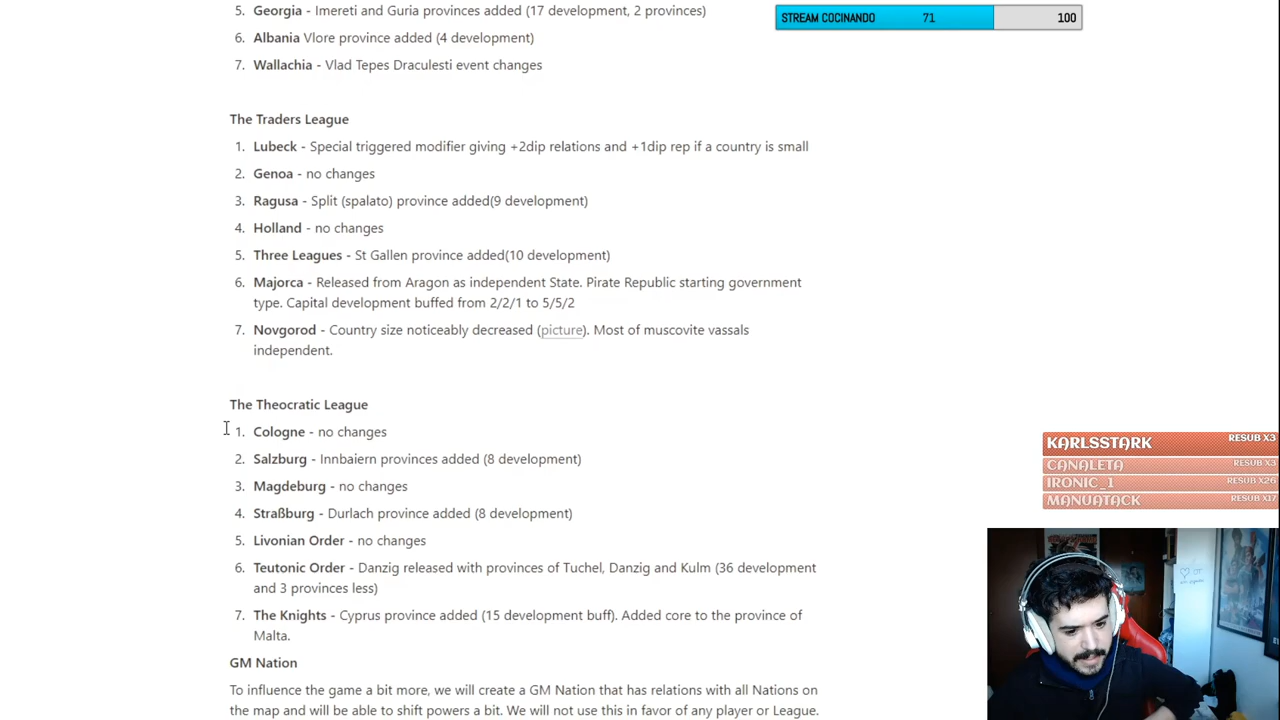 5. Georgia - Imereti and Guria provinces added (17 development, 2 provinces)
STREAM COCINANDO 71 100
6. Albania Vlore province added (4 development)
7. Wallachia - Vlad Tepes Draculesti event changes
The Traders League
1. Lubeck - Special triggered modifier giving +2dip relations and +1dip rep if a country is small
2. Genoa - no changes
3. Ragusa - Split (spalato) province added(9 development)
4. Holland - no changes
5. Three Leagues - St Gallen province added(10 development)
6. Majorca - Released from Aragon as independent State. Pirate Republic starting government
type. Capital development buffed from 2/2/1 to 5/5/2
7. Novgorod - Country size noticeably decreased (picture). Most of muscovite vassals
independent.
The Theocratic League
1. Cologne - no changes
2. Salzburg - Innbaiern provinces added (8 development)
3. Magdeburg - no changes
4. Straßburg - Durlach province added (8 development)
5. Livonian Order - no changes
6. Teutonic Order - Danzig released with provinces of Tuchel, Danzig and Kulm (36 development
and 3 provinces less)
7. The Knights - Cyprus province added (15 development buff). Added core to the province of
Malta.
GM Nation
To influence the game a bit more, we will create a GM Nation that has relations with all Nations on
the map and will be able to shift powers a bit. We will not use this in favor of any player or League.
KARLSSTARK RESUB X3
CANALETA RESUB X3
IRONIC_1 RESUB X26
MANUATACK RESUB X17